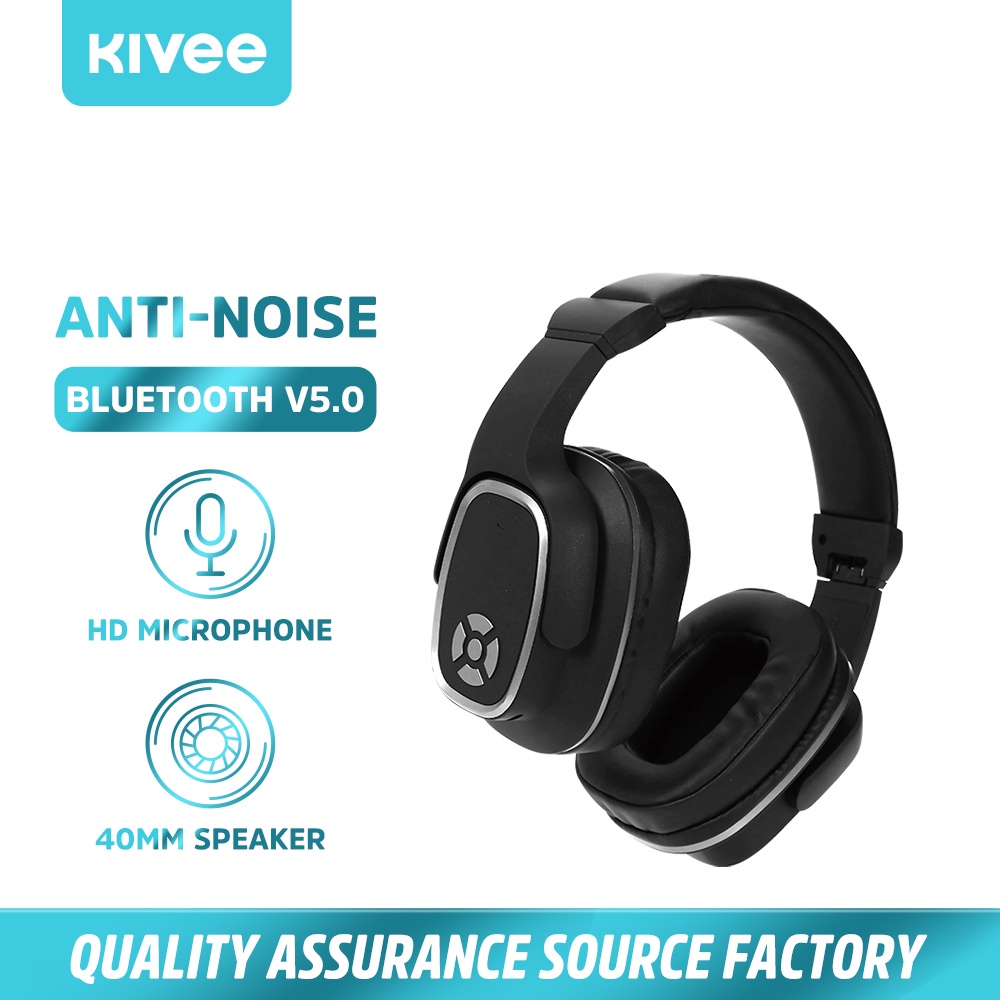 KIVEE
ANTI-NOISE
BLUETOOTH V5.0
HD MICROPHONE
40MM SPEAKER
QUALITY ASSURANCE SOURCE FACTORY